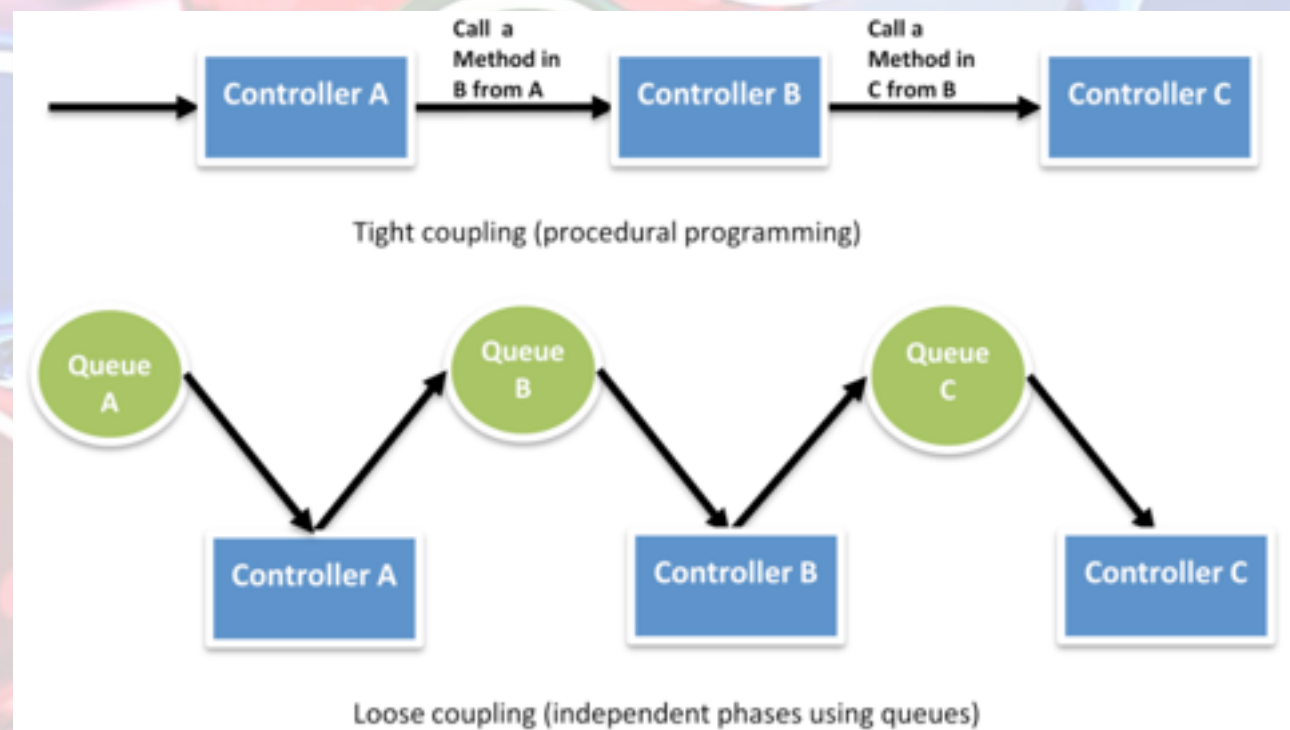 Call a
Method in
B from A
Call a
Method in
C from B
Controller A
Controller B
Controller C
Tight coupling (procedural programming)
Queue
A
Queue
B
Queue
C
Controller A
Controller B
Controller C
Loose coupling (independent phases using queues)